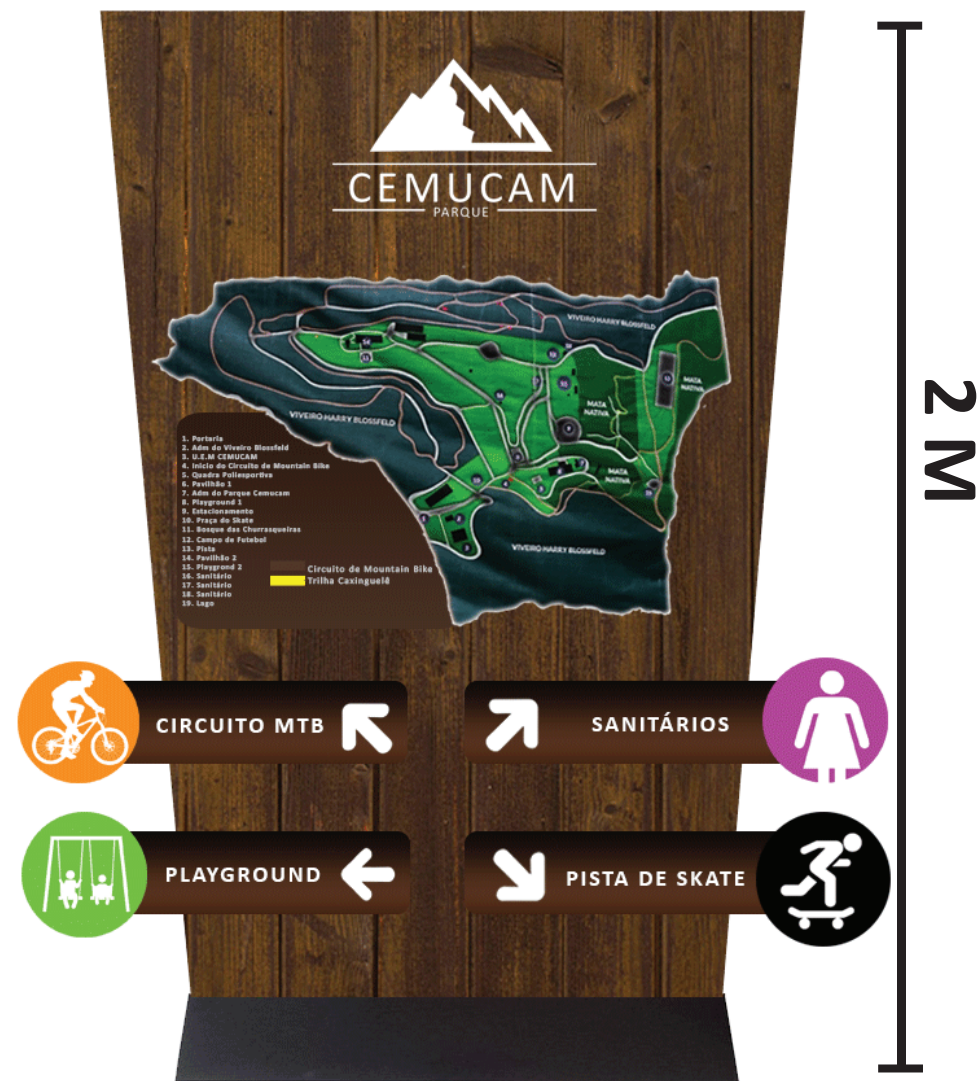 CEMUCAM
PARQUE
VIVEIRO HARRY BLOSSFELD
MATA
NATIVA
MATA
NATIVA
VIVEIRO HARRY BLOSSFELD
MATA
NATIVA
VIVEIRO HARRY BLOSSFELD
1. Portaria
2. Adm do Viveiro Blossfeld
3. U.E.M CEMUCAM
4. Inicio do Circuito de Mountain Bike
5. Quadra Poliesportiva
6. Pavilhão 1
7. Adm do Parque Cemucam
8. Playground 1
9. Estacionamento
10. Praça do Skate
11. Bosque das Churrasqueiras
12. Campo de Futebol
13. Pista
14. Pavilhão 2
15. Playgrond 2
16. Sanitário
17. Sanitário
18. Sanitário
19. Lago
Circuito de Mountain Bike
Trilha Caxinguelê
CIRCUITO MTB
SANITÁRIOS
PLAYGROUND
PISTA DE SKATE
2 M